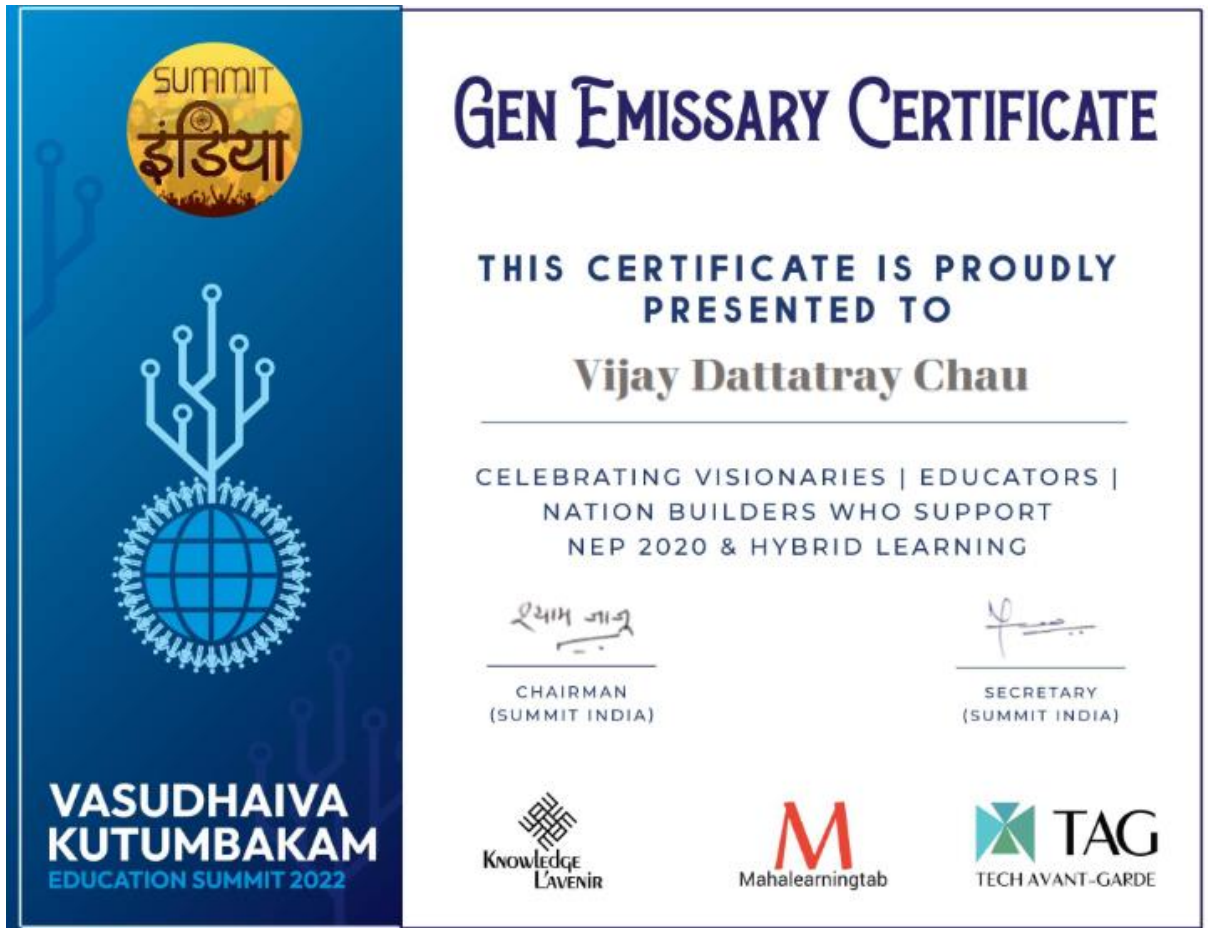 SUMMIT
इंडिया
VASUDHAIVA
KUTUMBAKAM
EDUCATION SUMMIT 2022
GEN EMISSARY CERTIFICATE
THIS CERTIFICATE IS PROUDLY
PRESENTED TO
Vijay Dattatray Chau
CELEBRATING VISIONARIES | EDUCATORS |
NATION BUILDERS WHO SUPPORT
NEP 2020 & HYBRID LEARNING
श्याम जाजू
CHAIRMAN
(SUMMIT INDIA)
SECRETARY
(SUMMIT INDIA)
KNOWLEDGE
L'AVENIR
M
Mahalearningtab
TAG
TECH AVANT-GARDE